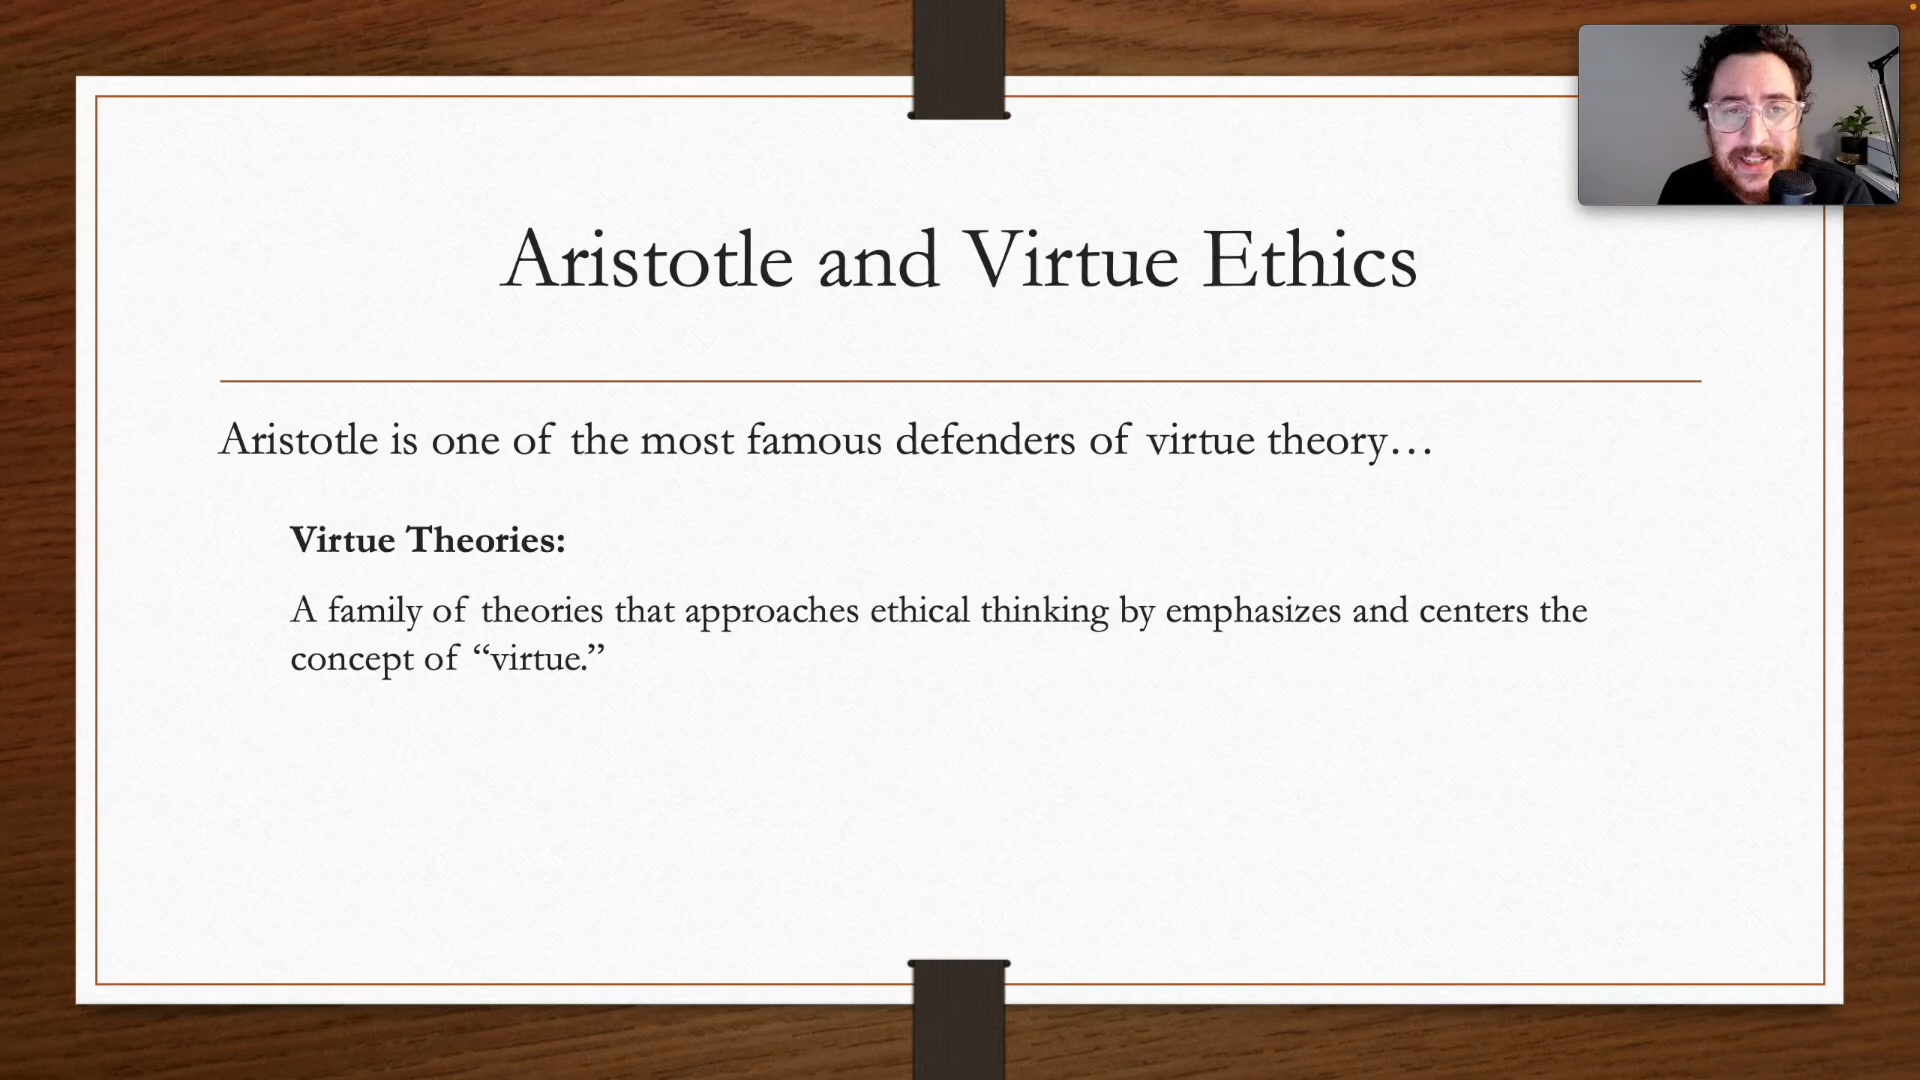 Aristotle and Virtue Ethics
Aristotle is one of the most famous defenders of virtue theory…
Virtue Theories:
A family of theories that approaches ethical thinking by emphasizes and centers the
concept of “virtue.”